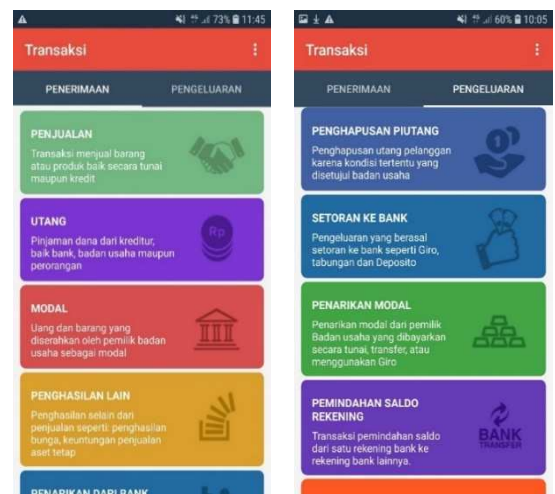 73% 11:45
Transaksi
PENERIMAAN
PENGELUARAN
PENJUALAN
Transaksi menjual barang
atau produk baik secara tunai
maupun kredit
UTANG
Pinjaman dana dari kreditur,
baik bank, badan usaha maupun
perorangan
Rp
MODAL
Uang dan barang yang
diserahkan oleh pemilik badan
usaha sebagai modal
PENGHASILAN LAIN
Penghasilan selain dari
penjualan seperti: penghasilan
bunga, keuntungan penjualan
aset tetap
PENARIKAN DARI BANK
60% 10:05
Transaksi
PENERIMAAN
PENGELUARAN
PENGHAPUSAN PIUTANG
Penghapusan utang pelanggan
karena kondisi tertentu yang
disetujui badan usaha
1
SETORAN KE BANK
Pengeluaran yang berasal
setoran ke bank seperti Giro,
tabungan dan Deposito
PENARIKAN MODAL
Penarikan modal dari pemilik
Badan usaha yang dibayarkan
secara tunai, transfer, atau
menggunakan Giro
PEMINDAHAN SALDO
REKENING
Transaksi pemindahan saldo
dari satu rekening bank ke
rekening bank lainnya.
BANK
TRANSFER